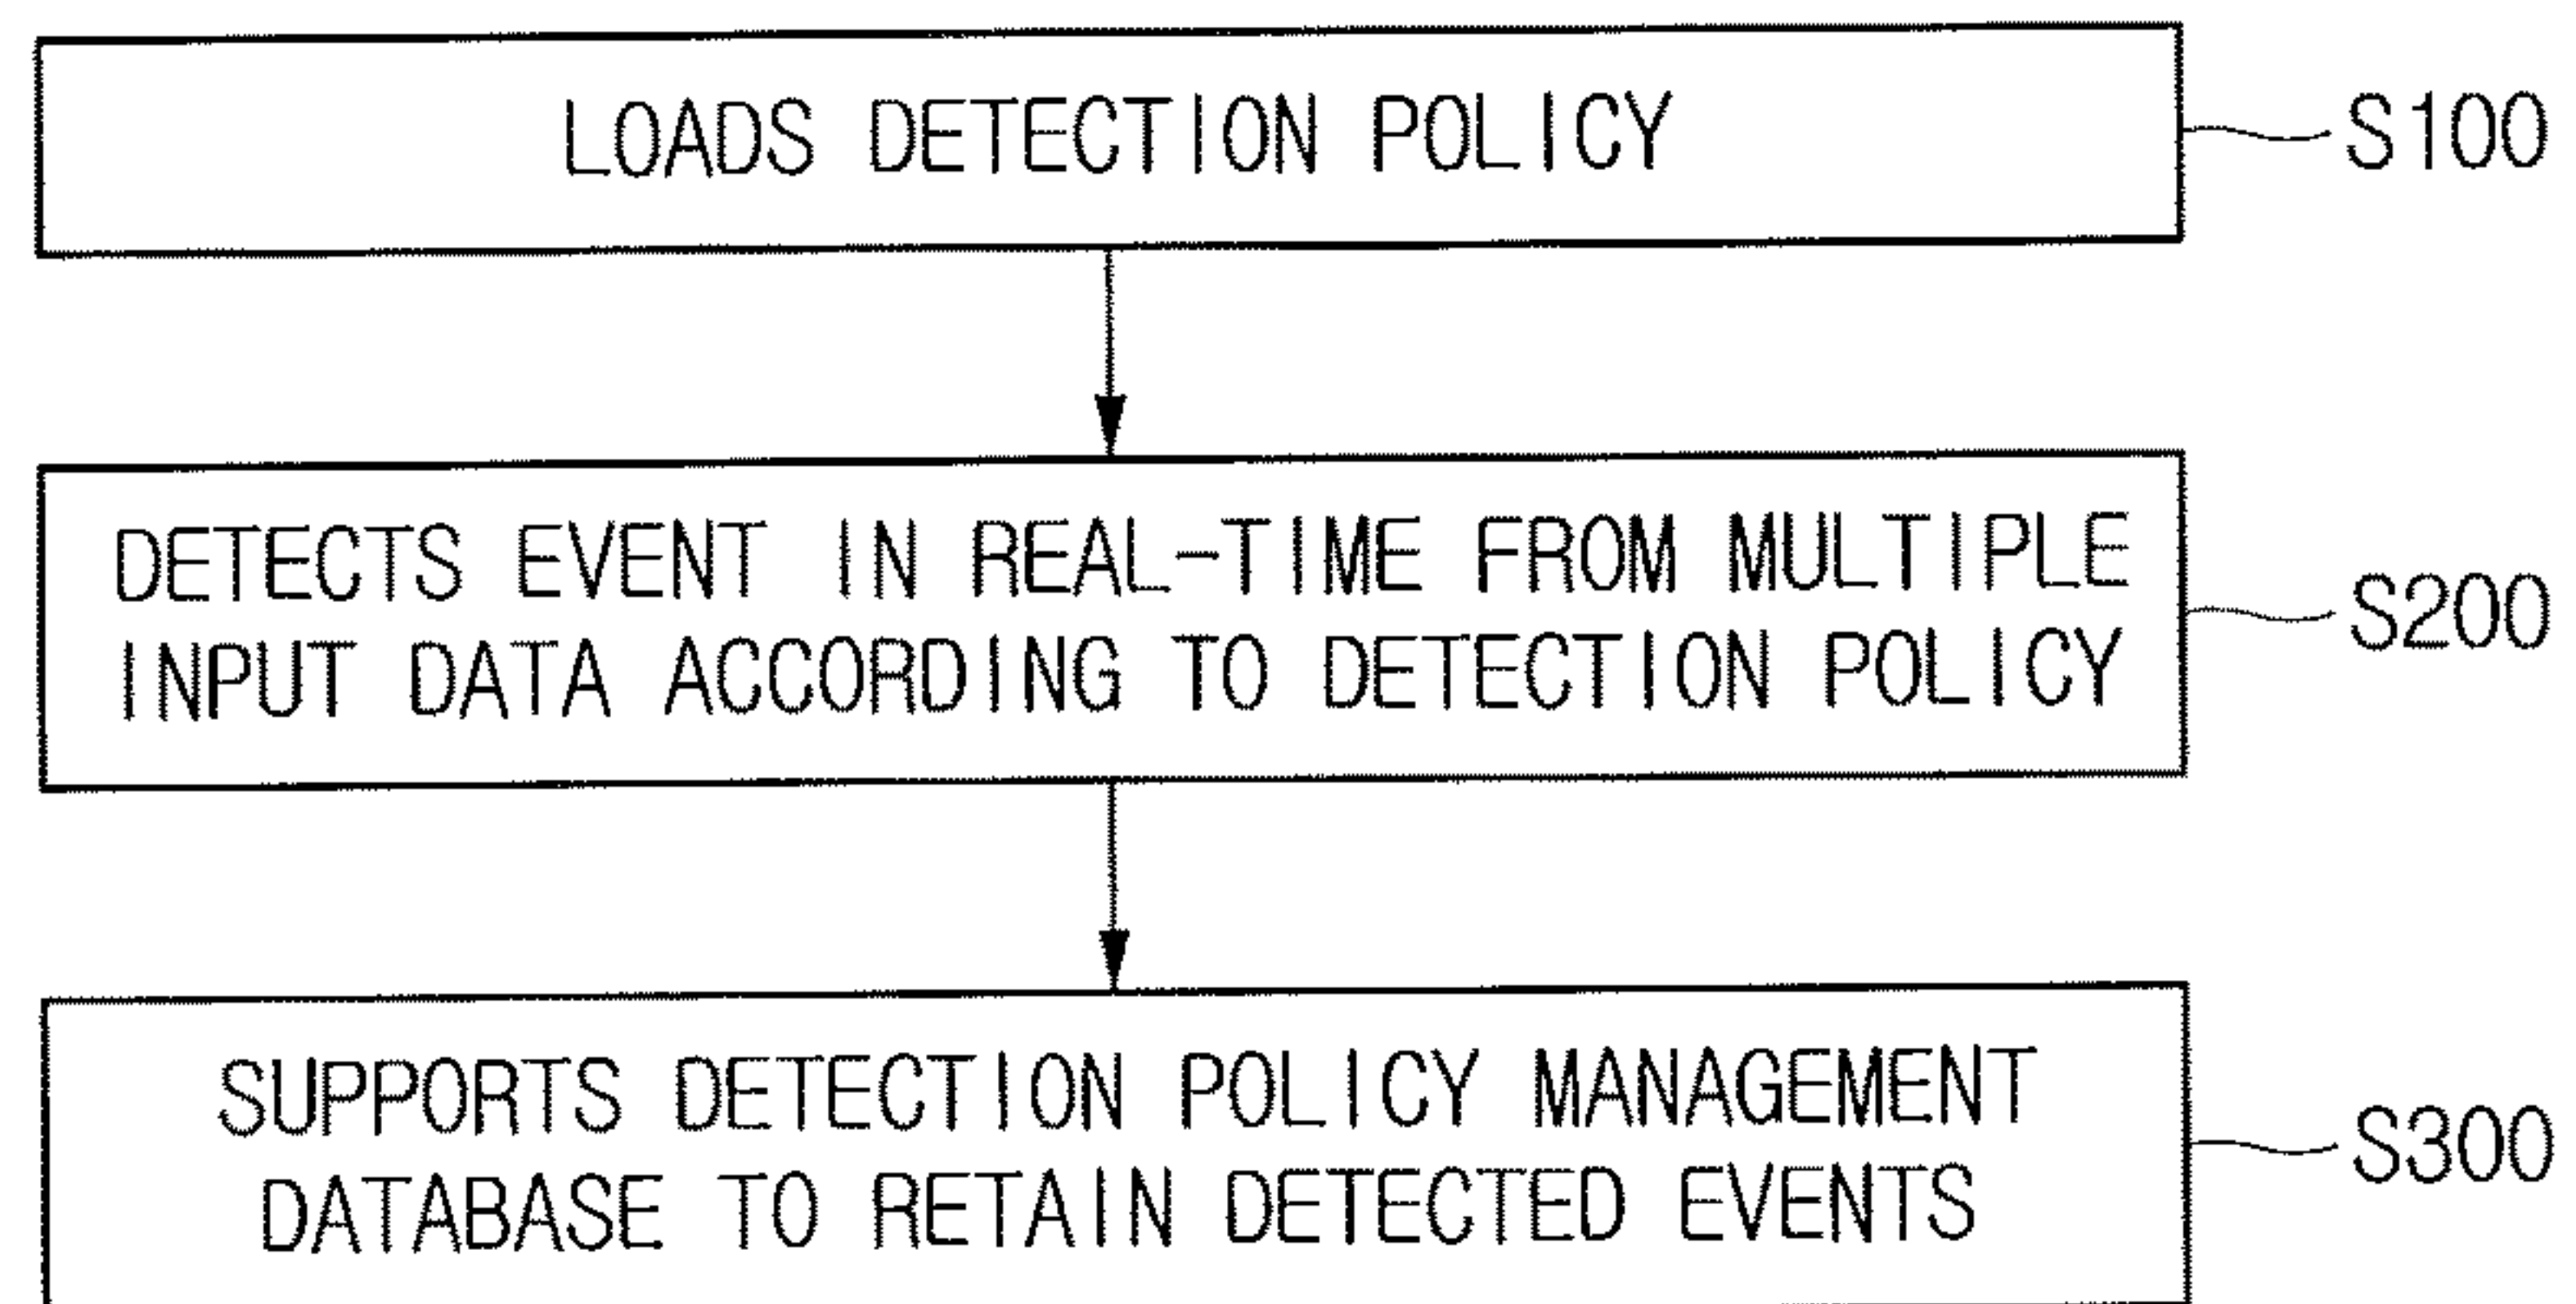 LOADS DETECTION POLICY
S100
DETECTS EVENT IN REAL-TIME FROM MULTIPLE
INPUT DATA ACCORDING TO DETECTION POLICY
S200
SUPPORTS DETECTION POLICY MANAGEMENT
DATABASE TO RETAIN DETECTED EVENTS
S300